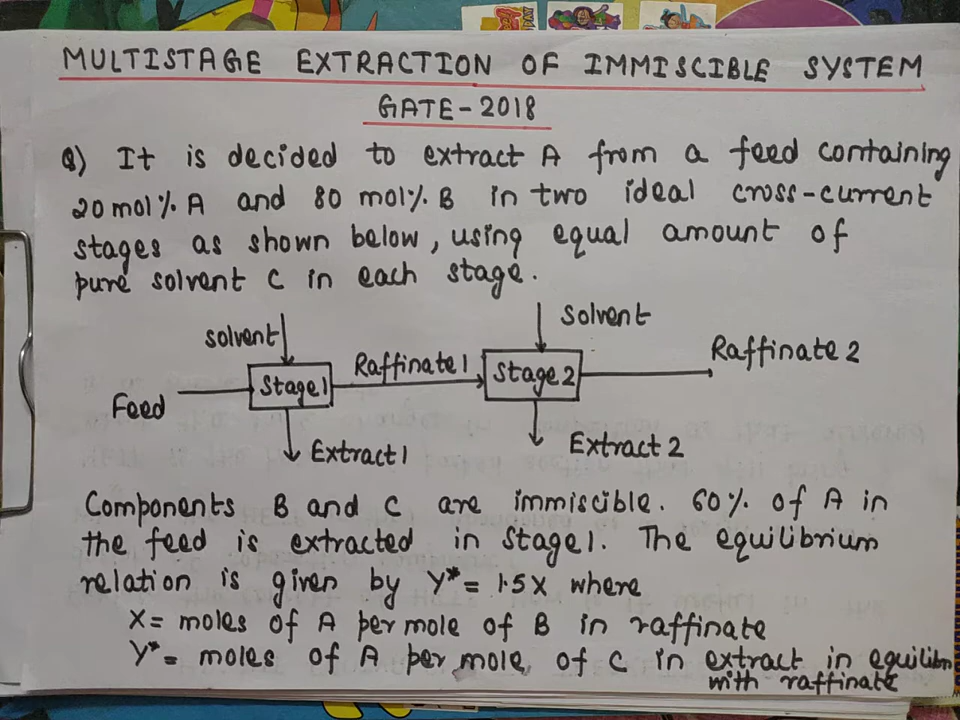 MULTISTAGE EXTRACTION OF IMMISCIBLE SYSTEM
GATE-2018
Q) It is decided to extract A from a feed containing
20 mol % A and 80 mol % B in two ideal cross-current
stages as shown below, using equal amount of
pure solvent C in each stage.
solvent
solvent
Feed
Stage 1
Raffinate 1
Stage 2
Raffinate 2
Extract 1
Extract 2
Components B and C are immiscible. 60 % of A in
the feed is extracted in Stage 1. The equilibrium
relation is given by Y* = 1.5X where
X = moles of A per mole of B in raffinate
Y* = moles of A per mole of C in extract in equilibm
with raffinate